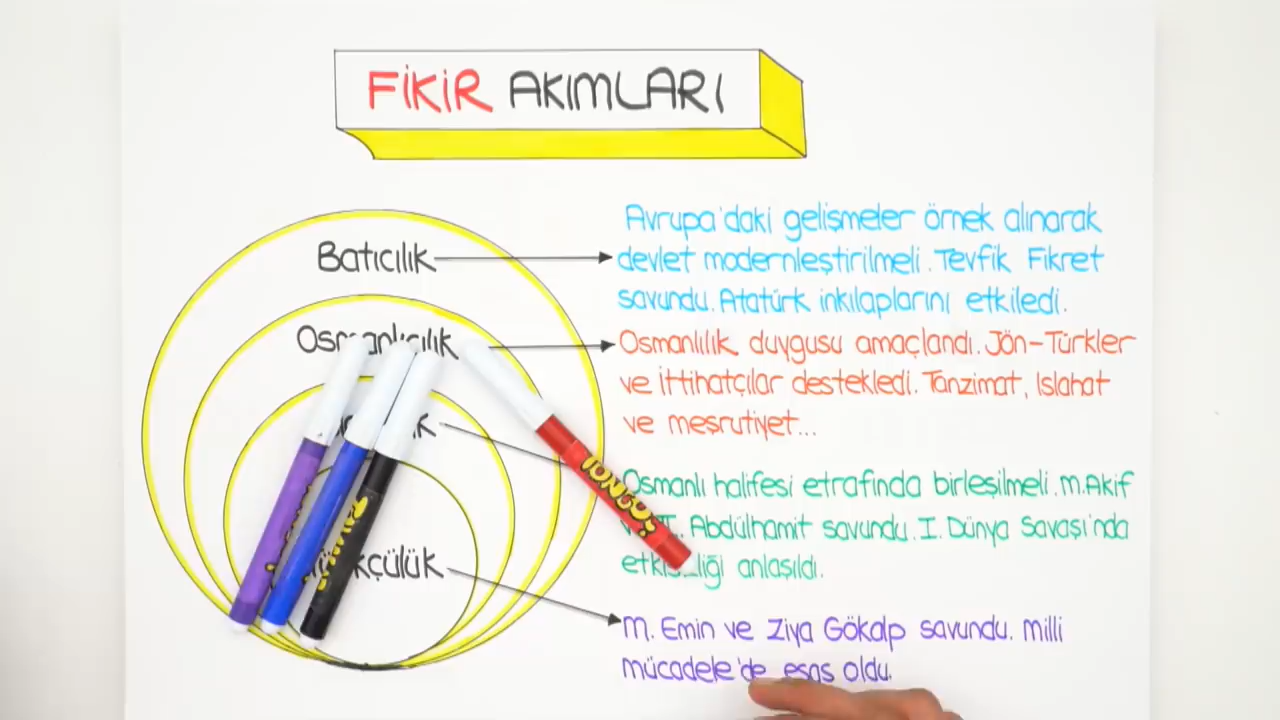 FİKİR AKIMLARI
Batıcılık
Avrupa'daki gelişmeler örnek alınarak
devlet modernleştirilmeli. Tevfik Fikret
savundu. Atatürk inkılaplarını etkiledi.
Osmanlıcılık
Osmanlılık duygusu amaçlandı. Jön-Türkler
ve İttihatçılar destekledi. Tanzimat, Islahat
ve meşrutiyet...
Osmanlı halifesi etrafında birleşilmeli. M. Akif
Abdülhamit savundu. I. Dünya Savaşı'nda
anlaşıldı.
Türkçülük
M. Emin ve Ziya Gökalp savundu. Milli
mücadele'de esas oldu.